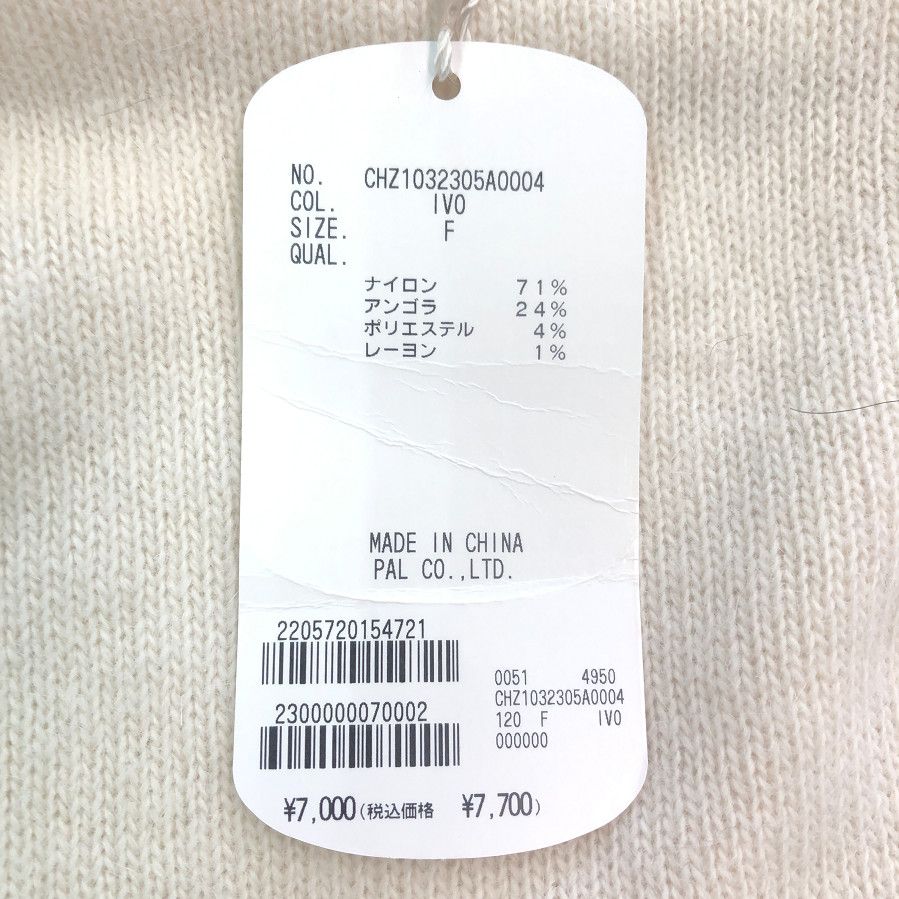 NO. CHZ1032305A0004
COL. IVO
SIZE. F
QUAL.
ナイロン 71%
アンゴラ 24%
ポリエステル 4%
レーヨン 1%
MADE IN CHINA
PAL CO.,LTD.
2205720154721
2300000070002
0051 4950
CHZ1032305A0004
120 F IVO
000000
¥7,000(税込価格 ¥7,700)